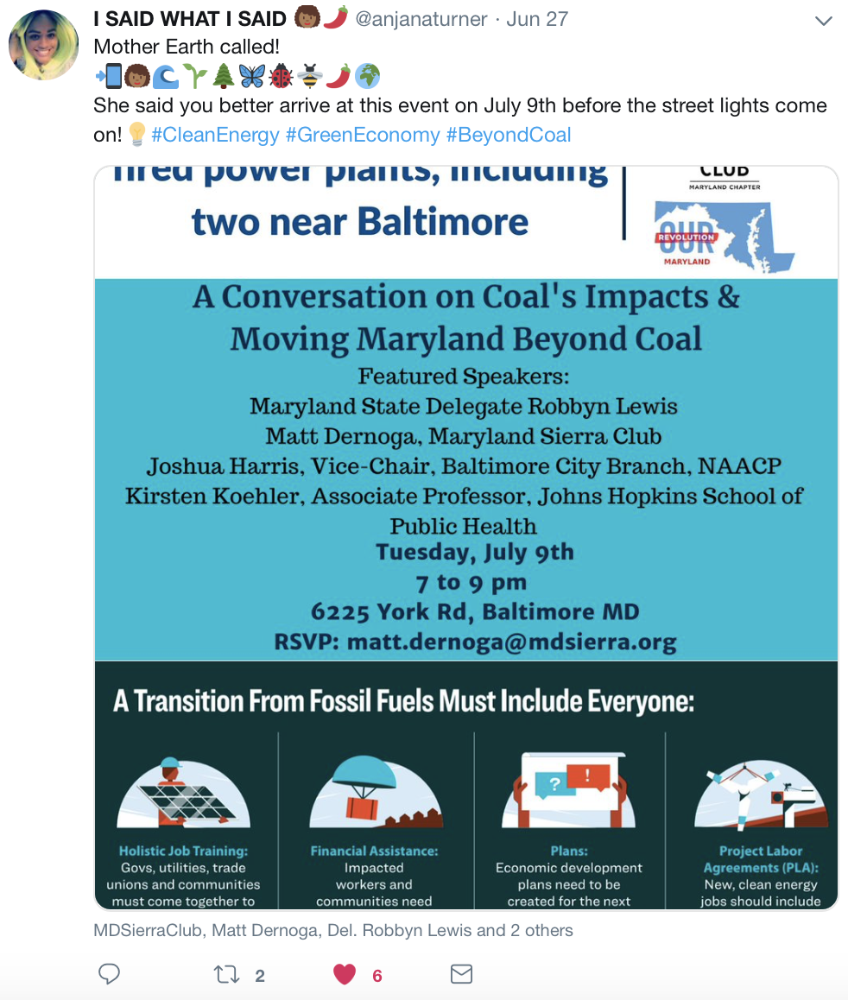 I SAID WHAT I SAID 👩🏾‍🦱🌶️ @anjanaturner · Jun 27
Mother Earth called!
📲👩🏾‍🦱🌊🌱🌲🦋🐞🐝🌶️🌍
She said you better arrive at this event on July 9th before the street lights come
on! 💡 #CleanEnergy #GreenEconomy #BeyondCoal
fired power plants, including
two near Baltimore
CLUB
MARYLAND CHAPTER
OUR
REVOLUTION
MARYLAND
A Conversation on Coal's Impacts &
Moving Maryland Beyond Coal
Featured Speakers:
Maryland State Delegate Robbyn Lewis
Matt Dernoga, Maryland Sierra Club
Joshua Harris, Vice-Chair, Baltimore City Branch, NAACP
Kirsten Koehler, Associate Professor, Johns Hopkins School of
Public Health
Tuesday, July 9th
7 to 9 pm
6225 York Rd, Baltimore MD
RSVP: matt.dernoga@mdsierra.org
A Transition From Fossil Fuels Must Include Everyone:
? !
Holistic Job Training:
Govs, utilities, trade
unions and communities
must come together to
Financial Assistance:
Impacted
workers and
communities need
Plans:
Economic development
plans need to be
created for the next
Project Labor
Agreements (PLA):
New, clean energy
jobs should include
MDSierraClub, Matt Dernoga, Del. Robbyn Lewis and 2 others
2
6